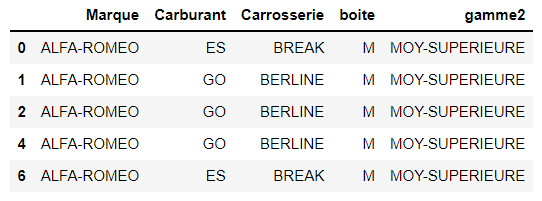 Marque Carburant Carrosserie boite gamme2
0 ALFA-ROMEO ES BREAK M MOY-SUPERIEURE
1 ALFA-ROMEO GO BERLINE M MOY-SUPERIEURE
2 ALFA-ROMEO GO BERLINE M MOY-SUPERIEURE
4 ALFA-ROMEO GO BERLINE M MOY-SUPERIEURE
6 ALFA-ROMEO ES BREAK M MOY-SUPERIEURE